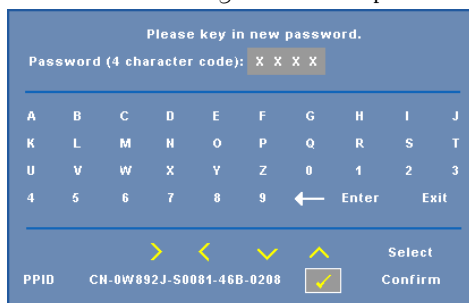 Please key in new password.
Password (4 character code): X X X X
A B C D E F G H I J
K L M N O P Q R S T
U V W X Y Z 0 1 2 3
4 5 6 7 8 9 Enter Exit
Select
PPID CN-0W892J-S0081-46B-0208 Confirm